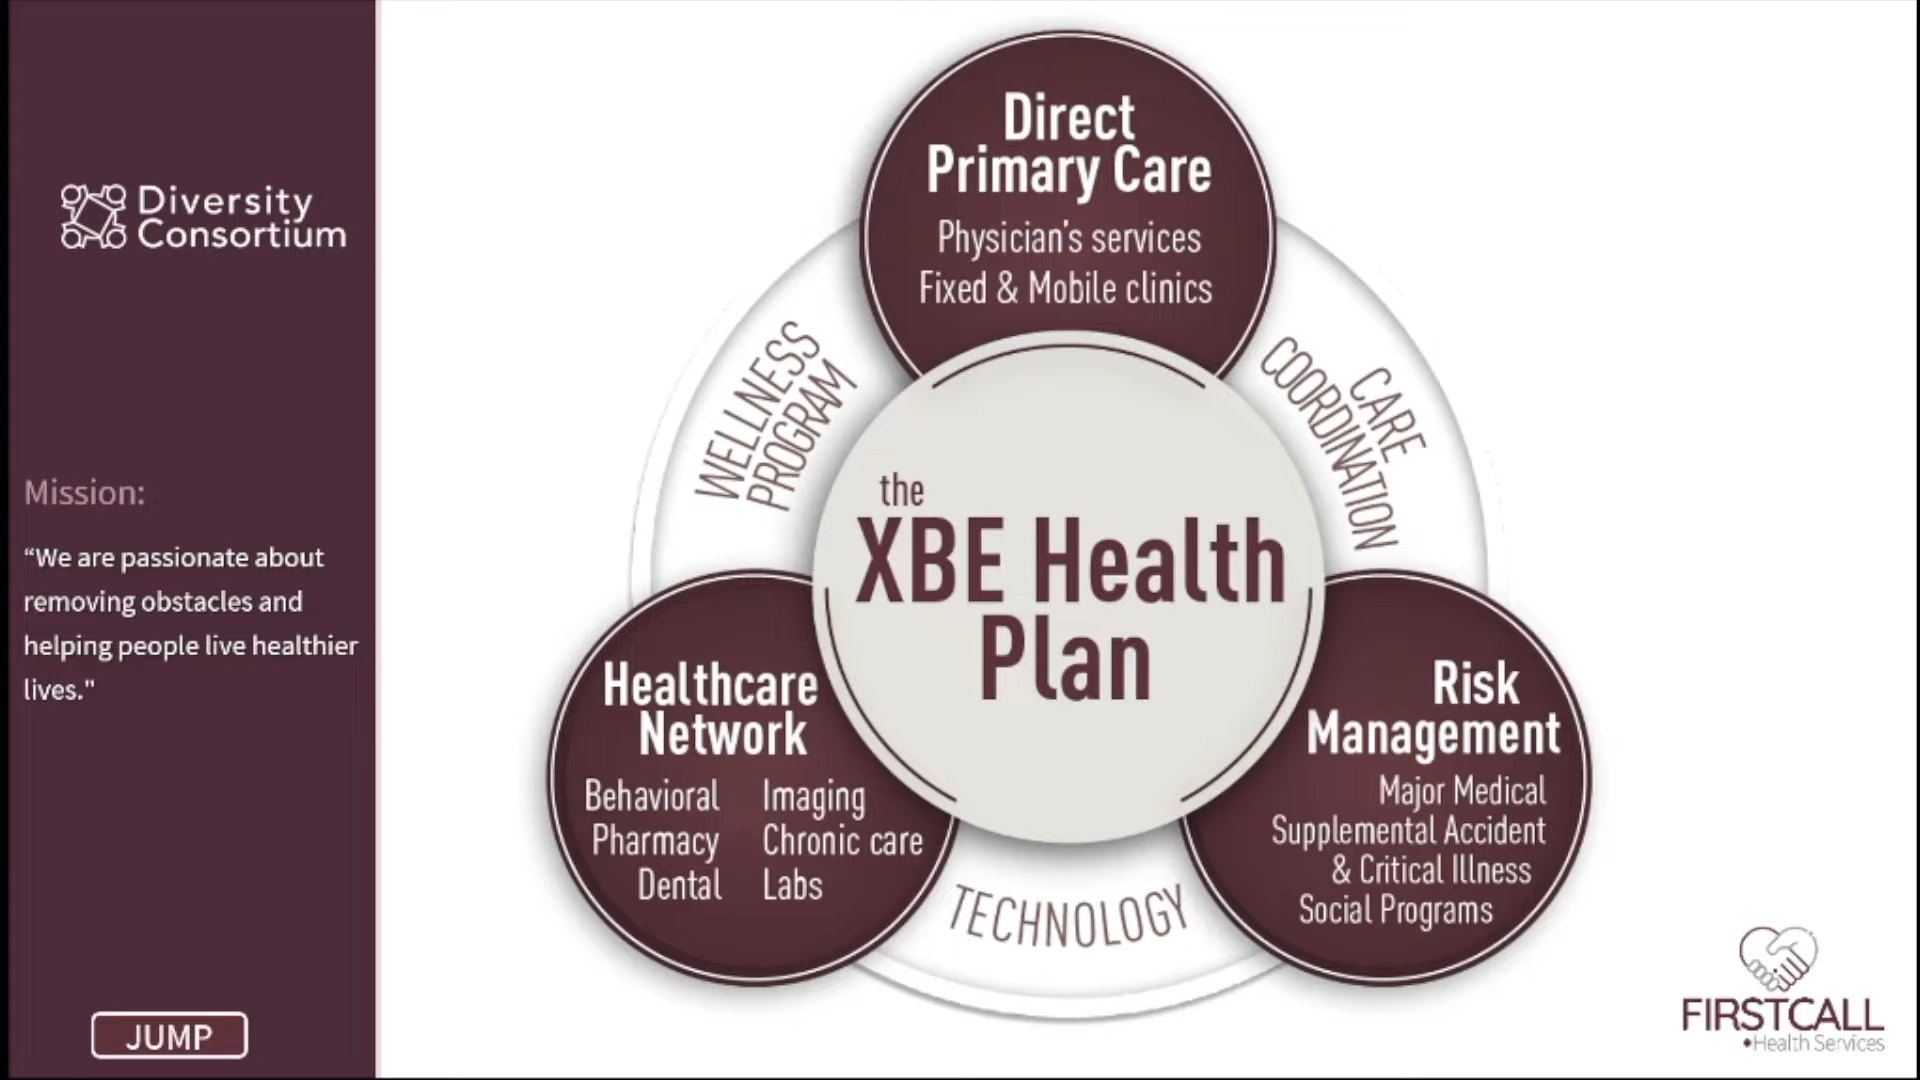 Diversity
Consortium
Mission:
“We are passionate about
removing obstacles and
helping people live healthier
lives."
JUMP
Direct
Primary Care
Physician's services
Fixed & Mobile clinics
WELLNESS
PROGRAM
CARE
COORDINATION
the
XBE Health
Plan
Healthcare
Network
Behavioral Imaging
Pharmacy Chronic care
Dental Labs
Risk
Management
Major Medical
Supplemental Accident
& Critical Illness
Social Programs
TECHNOLOGY
FIRSTCALL
•Health Services